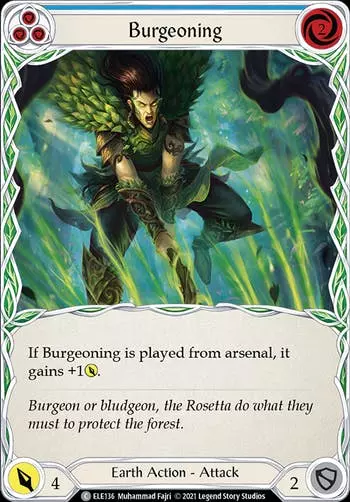 Burgeoning
2
If Burgeoning is played from arsenal, it
gains +1.
Burgeon or bludgeon, the Rosetta do what they
must to protect the forest.
4
Earth Action - Attack
2
C ELE136 Muhammad Fajri © 2021 Legend Story Studios